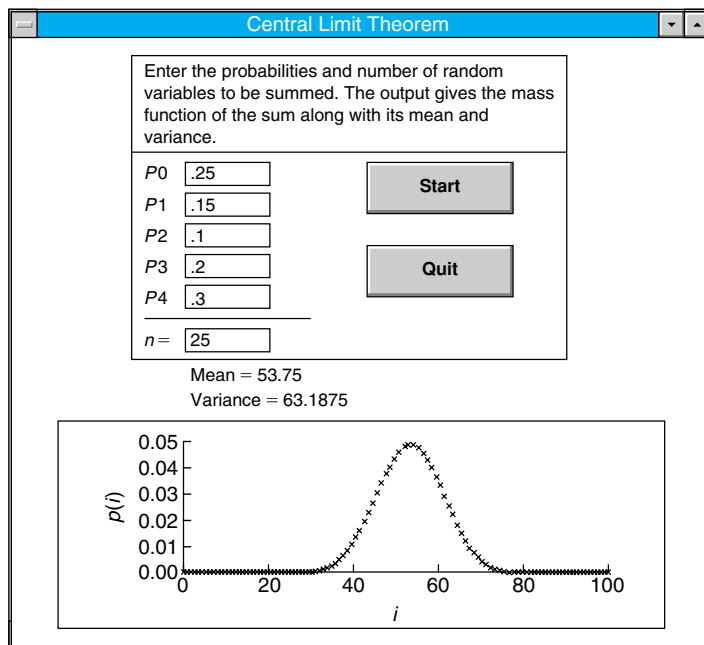 Central Limit Theorem
Enter the probabilities and number of random
variables to be summed. The output gives the mass
function of the sum along with its mean and
variance.
P0 .25
P1 .15
P2 .1
P3 .2
P4 .3
n = 25
Start
Quit
Mean = 53.75
Variance = 63.1875
0.05
0.04
0.03
0.02
0.01
0.00
p(i)
0 20 40 60 80 100
i